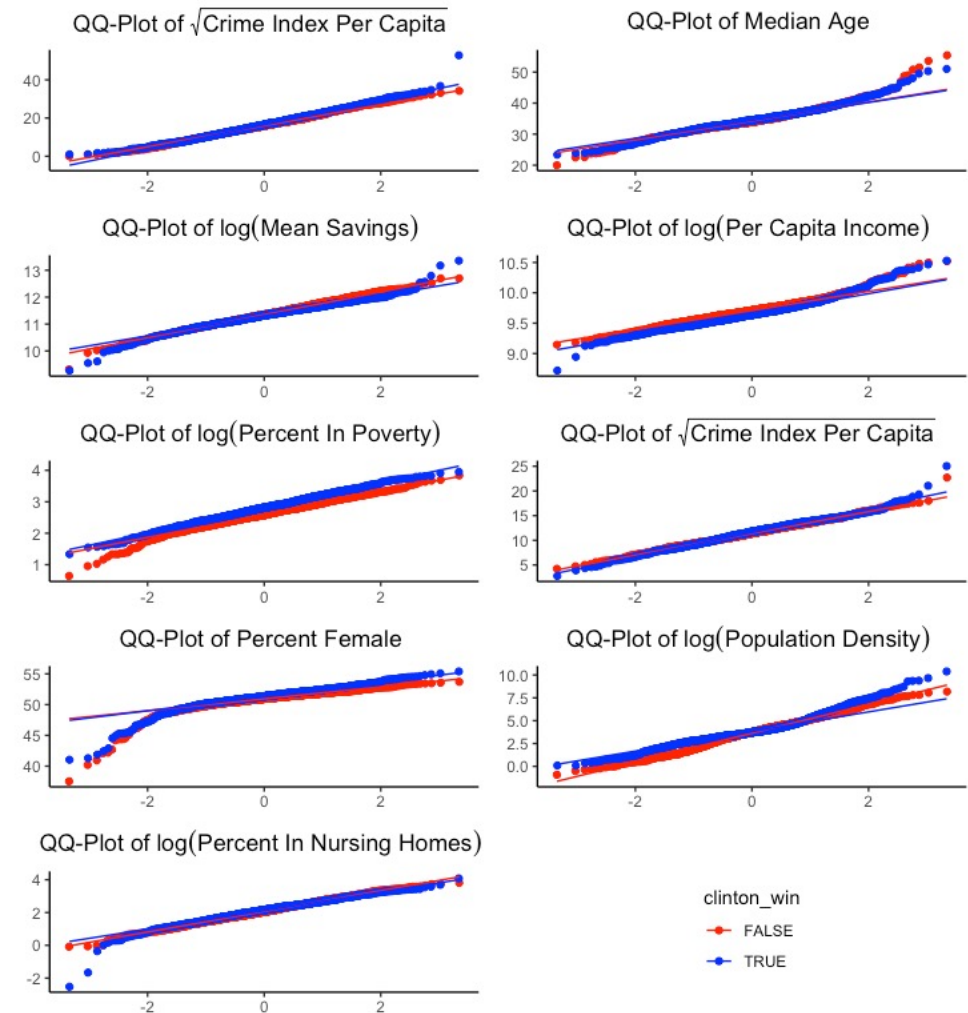 QQ-Plot of √Crime Index Per Capita
40
20
0
-2 0 2
QQ-Plot of Median Age
50
40
30
20
-2 0 2
QQ-Plot of log(Mean Savings)
13
12
11
10
-2 0 2
QQ-Plot of log(Per Capita Income)
10.5
10.0
9.5
9.0
-2 0 2
QQ-Plot of log(Percent In Poverty)
4
3
2
1
-2 0 2
QQ-Plot of √Crime Index Per Capita
25
20
15
10
5
-2 0 2
QQ-Plot of Percent Female
55
50
45
40
-2 0 2
QQ-Plot of log(Population Density)
10.0
7.5
5.0
2.5
0.0
-2 0 2
QQ-Plot of log(Percent In Nursing Homes)
4
2
0
-2
-2 0 2
clinton_win
FALSE
TRUE